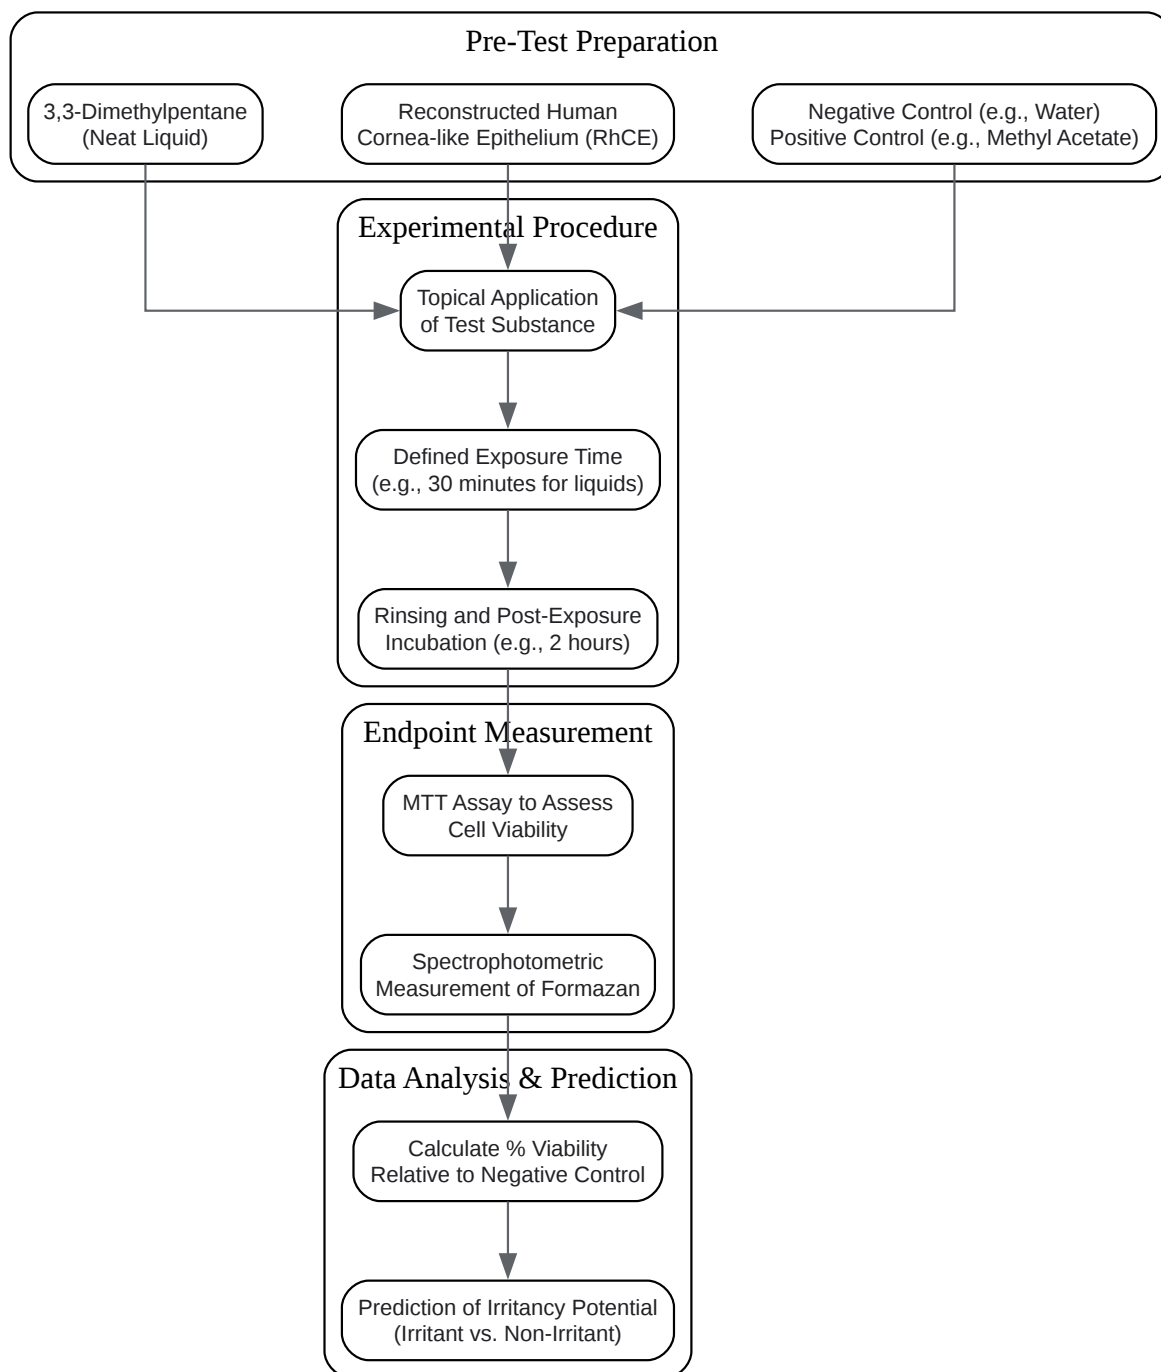 Pre-Test Preparation
3,3-Dimethylpentane
(Neat Liquid)
Reconstructed Human
Cornea-like Epithelium (RhCE)
Negative Control (e.g., Water)
Positive Control (e.g., Methyl Acetate)
Experimental Procedure
Topical Application
of Test Substance
Defined Exposure Time
(e.g., 30 minutes for liquids)
Rinsing and Post-Exposure
Incubation (e.g., 2 hours)
Endpoint Measurement
MTT Assay to Assess
Cell Viability
Spectrophotometric
Measurement of Formazan
Data Analysis & Prediction
Calculate % Viability
Relative to Negative Control
Prediction of Irritancy Potential
(Irritant vs. Non-Irritant)